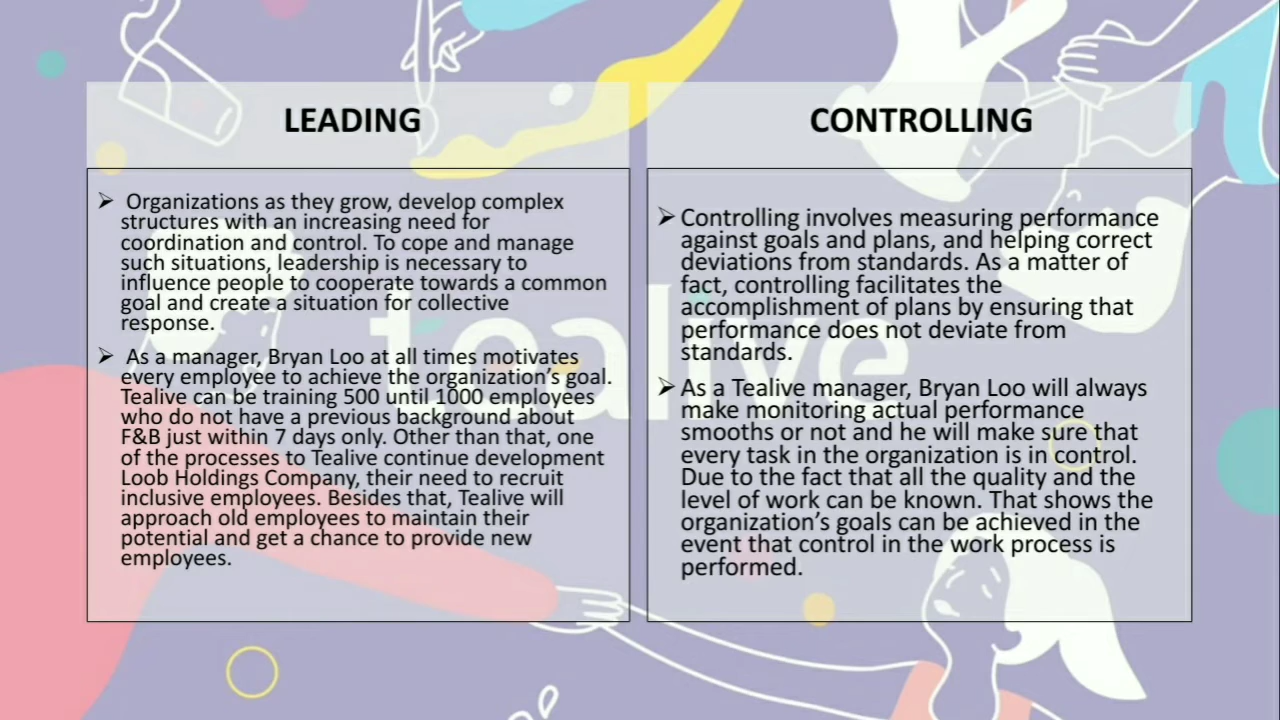 LEADING
➢ Organizations as they grow, develop complex
structures with an increasing need for
coordination and control. To cope and manage
such situations, leadership is necessary to
influence people to cooperate towards a common
goal and create a situation for collective
response.
➢ As a manager, Bryan Loo at all times motivates
every employee to achieve the organization's goal.
Tealive can be training 500 until 1000 employees
who do not have a previous background about
F&B just within 7 days only. Other than that, one
of the processes to Tealive continue development
Loob Holdings Company, their need to recruit
inclusive employees. Besides that, Tealive will
approach old employees to maintain their
potential and get a chance to provide new
employees.
CONTROLLING
➢ Controlling involves measuring performance
against goals and plans, and helping correct
deviations from standards. As a matter of
fact, controlling facilitates the
accomplishment of plans by ensuring that
performance does not deviate from
standards.
➢ As a Tealive manager, Bryan Loo will always
make monitoring actual performance
smooths or not and he will make sure that
every task in the organization is in control.
Due to the fact that all the quality and the
level of work can be known. That shows the
organization's goals can be achieved in the
event that control in the work process is
performed.
tealive